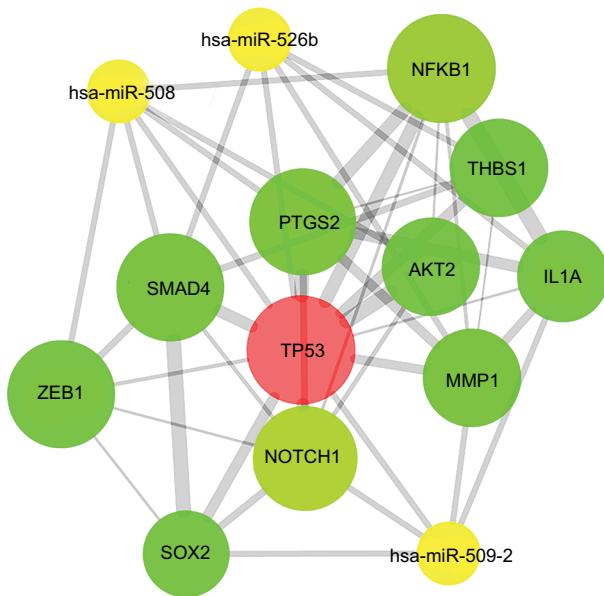 hsa-miR-526b
NFKB1
hsa-miR-508
THBS1
PTGS2
AKT2
IL1A
SMAD4
TP53
MMP1
ZEB1
NOTCH1
SOX2
hsa-miR-509-2